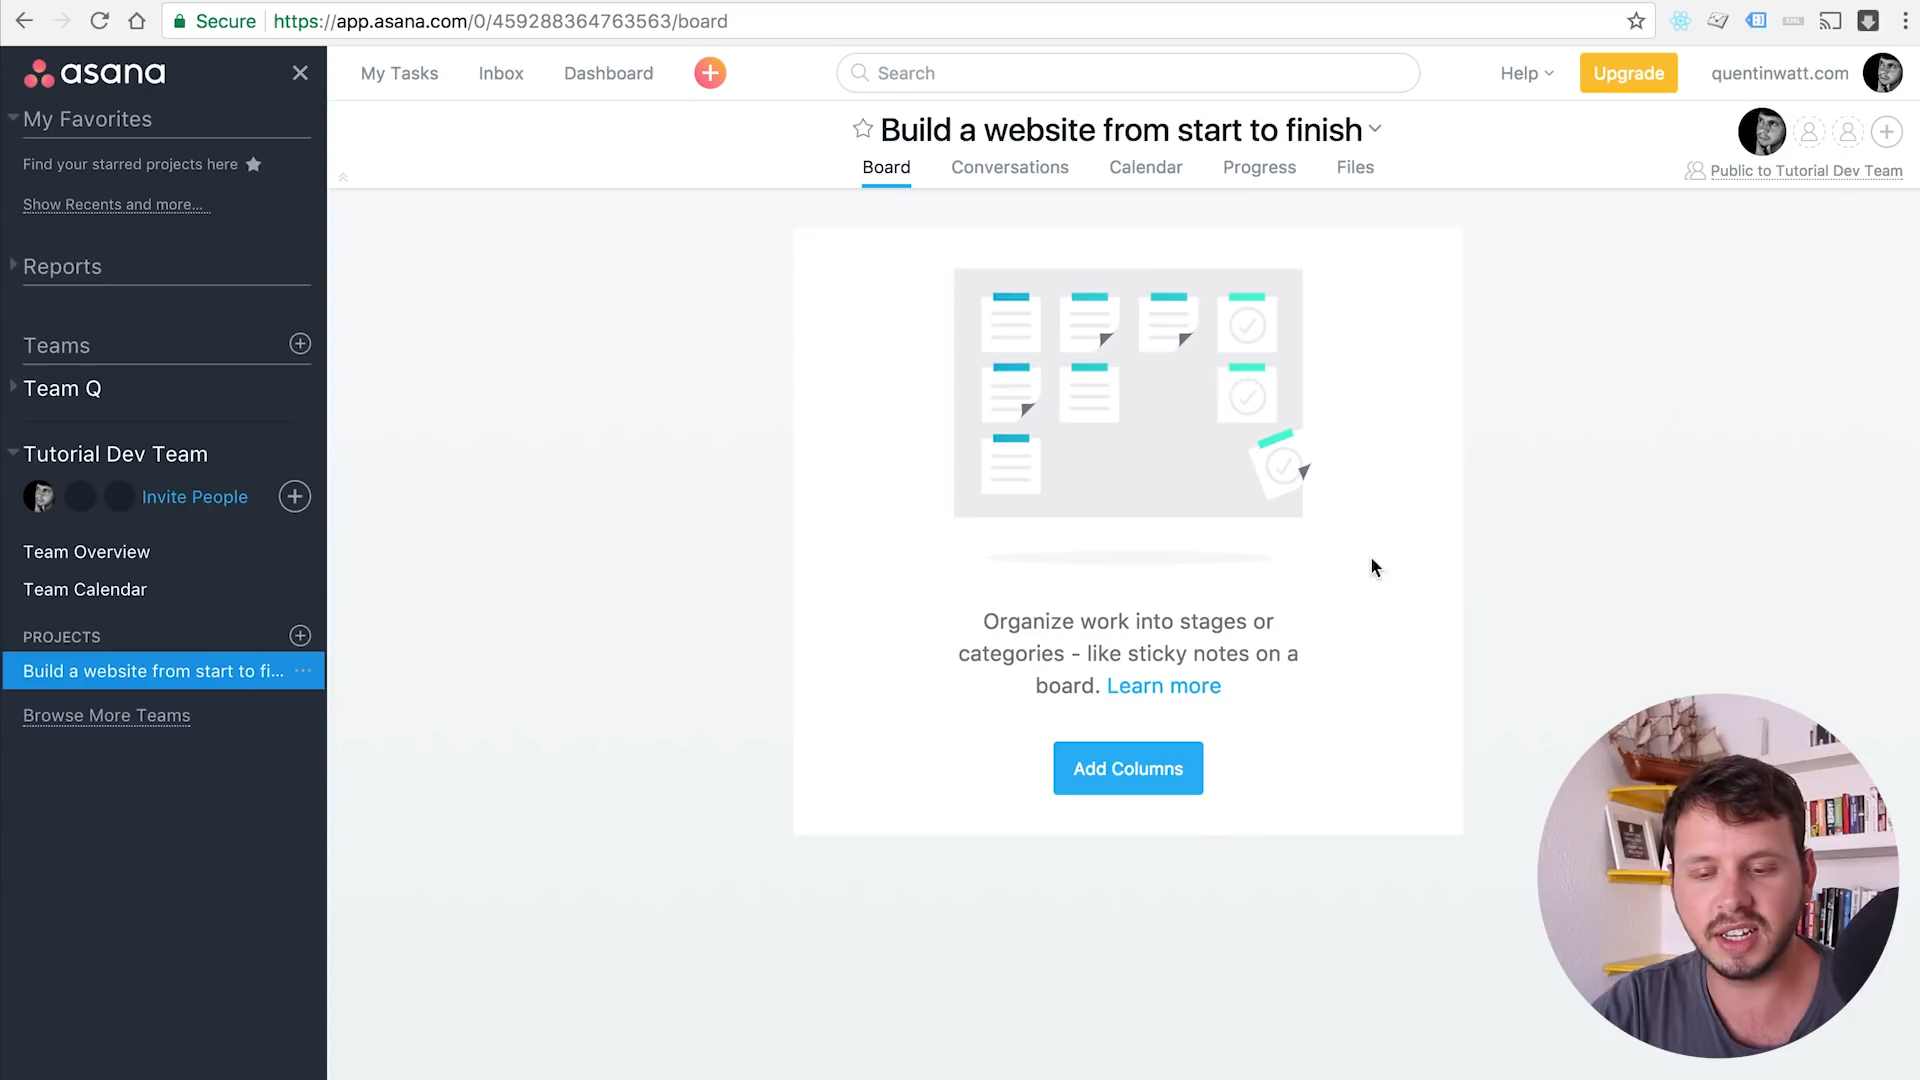 Secure
https://app.asana.com/0/459288364763563/board
asana
My Tasks
Inbox
Dashboard
Search
Help
Upgrade
quentinwatt.com
My Favorites
Find your starred projects here
Show Recents and more...
Reports
Teams
Team Q
Tutorial Dev Team
Invite People
Team Overview
Team Calendar
PROJECTS
Build a website from start to fi...
Browse More Teams
Build a website from start to finish
Board
Conversations
Calendar
Progress
Files
Public to Tutorial Dev Team
Organize work into stages or
categories - like sticky notes on a
board. Learn more
Add Columns